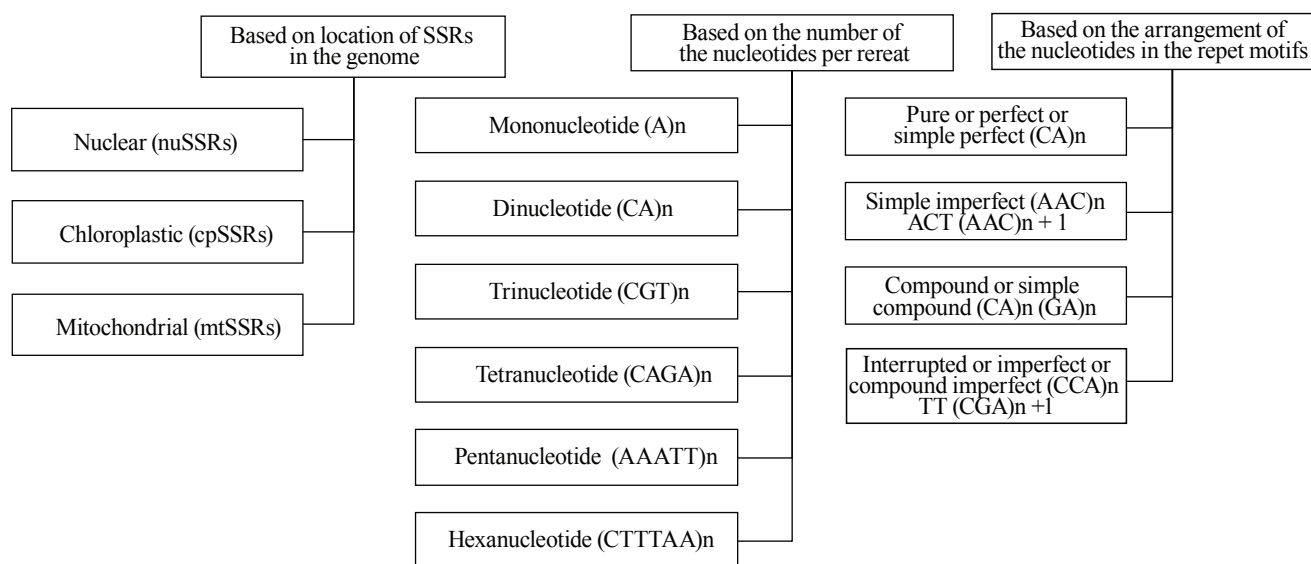 Based on location of SSRs
in the genome
Nuclear (nuSSRs)
Chloroplastic (cpSSRs)
Mitochondrial (mtSSRs)
Based on the number of
the nucleotides per rereat
Mononucleotide (A)n
Dinucleotide (CA)n
Trinucleotide (CGT)n
Tetranucleotide (CAGA)n
Pentanucleotide (AAATT)n
Hexanucleotide (CTTTAA)n
Based on the arrangement of
the nucleotides in the repet motifs
Pure or perfect or
simple perfect (CA)n
Simple imperfect (AAC)n
ACT (AAC)n + 1
Compound or simple
compound (CA)n (GA)n
Interrupted or imperfect or
compound imperfect (CCA)n
TT (CGA)n +1